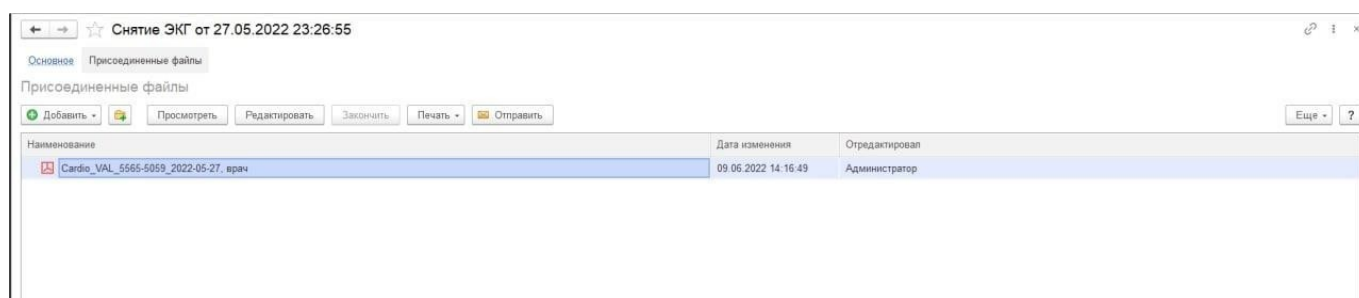 Снятие ЭКГ от 27.05.2022 23:26:55
Основное Присоединенные файлы
Присоединенные файлы
Добавить Просмотреть Редактировать Закончить Печать Отправить Еще ?
Наименование Дата изменения Отредактировал
Cardio_VAL_5565-5059_2022-05-27, врач 09.06.2022 14:16:49 Администратор